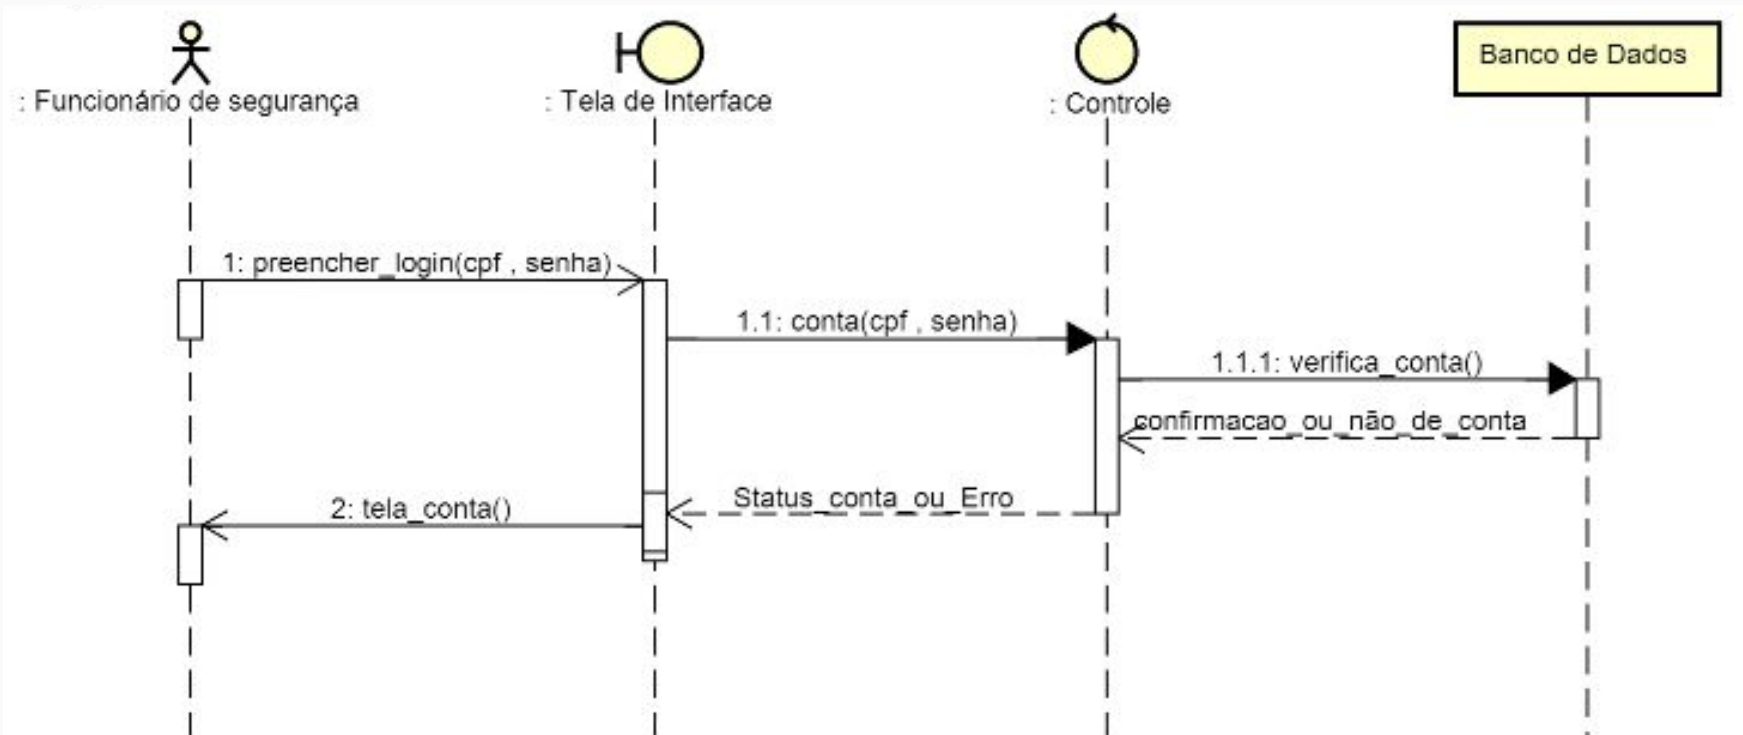 : Funcionário de segurança
: Tela de Interface
: Controle
Banco de Dados
1: preencher_login(cpf , senha)
1.1: conta(cpf , senha)
1.1.1: verifica_conta()
confirmacao_ou_não_de_conta
Status_conta_ou_Erro
2: tela_conta()